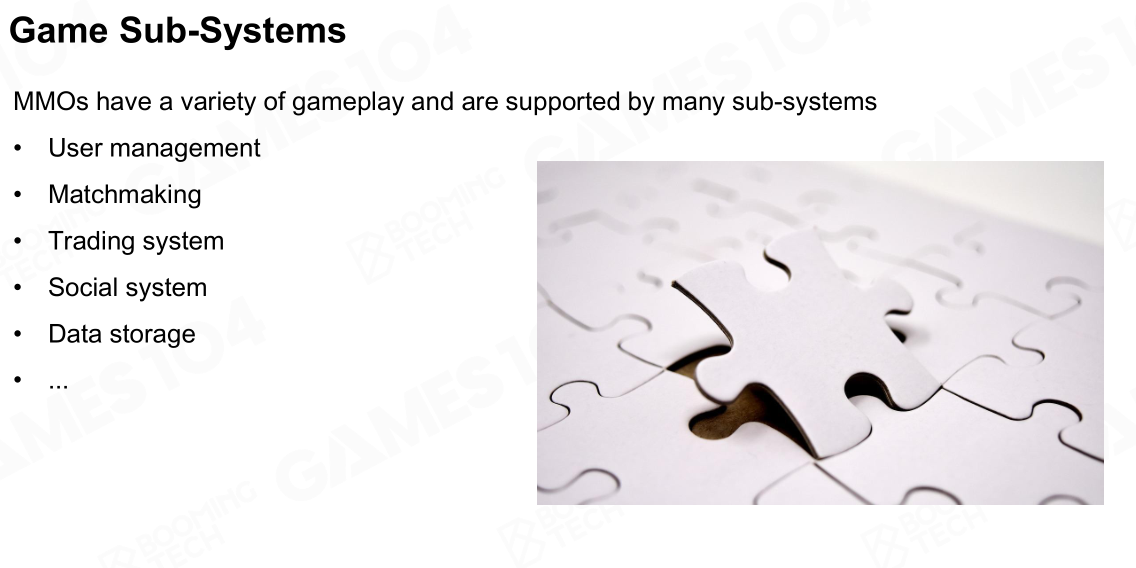 Game Sub-Systems
MMOs have a variety of gameplay and are supported by many sub-systems
• User management
• Matchmaking
• Trading system
• Social system
• Data storage
• ...
GAMES104
BOOMING TECH